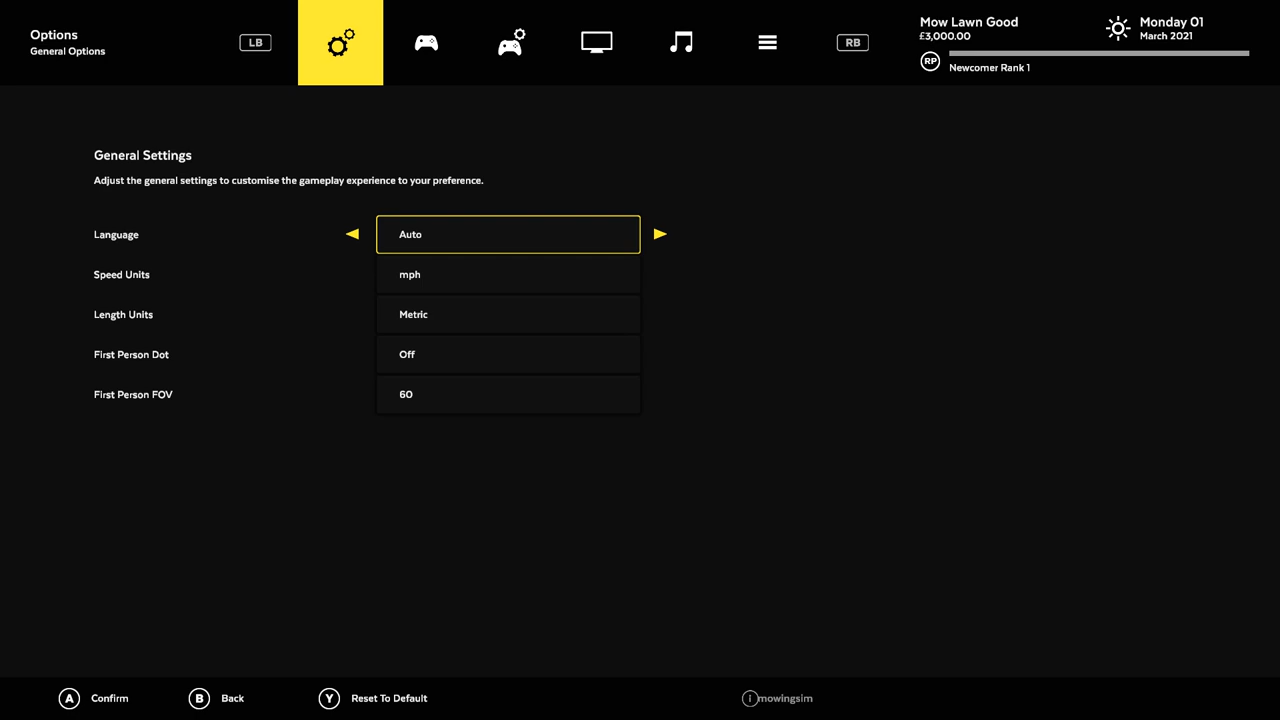 Options
General Options
LB
RB
Mow Lawn Good
£3,000.00
Monday 01
March 2021
RP
Newcomer Rank 1
General Settings
Adjust the general settings to customise the gameplay experience to your preference.
Language
Auto
Speed Units
mph
Length Units
Metric
First Person Dot
Off
First Person FOV
60
A Confirm
B Back
Y Reset To Default
i mowingsim